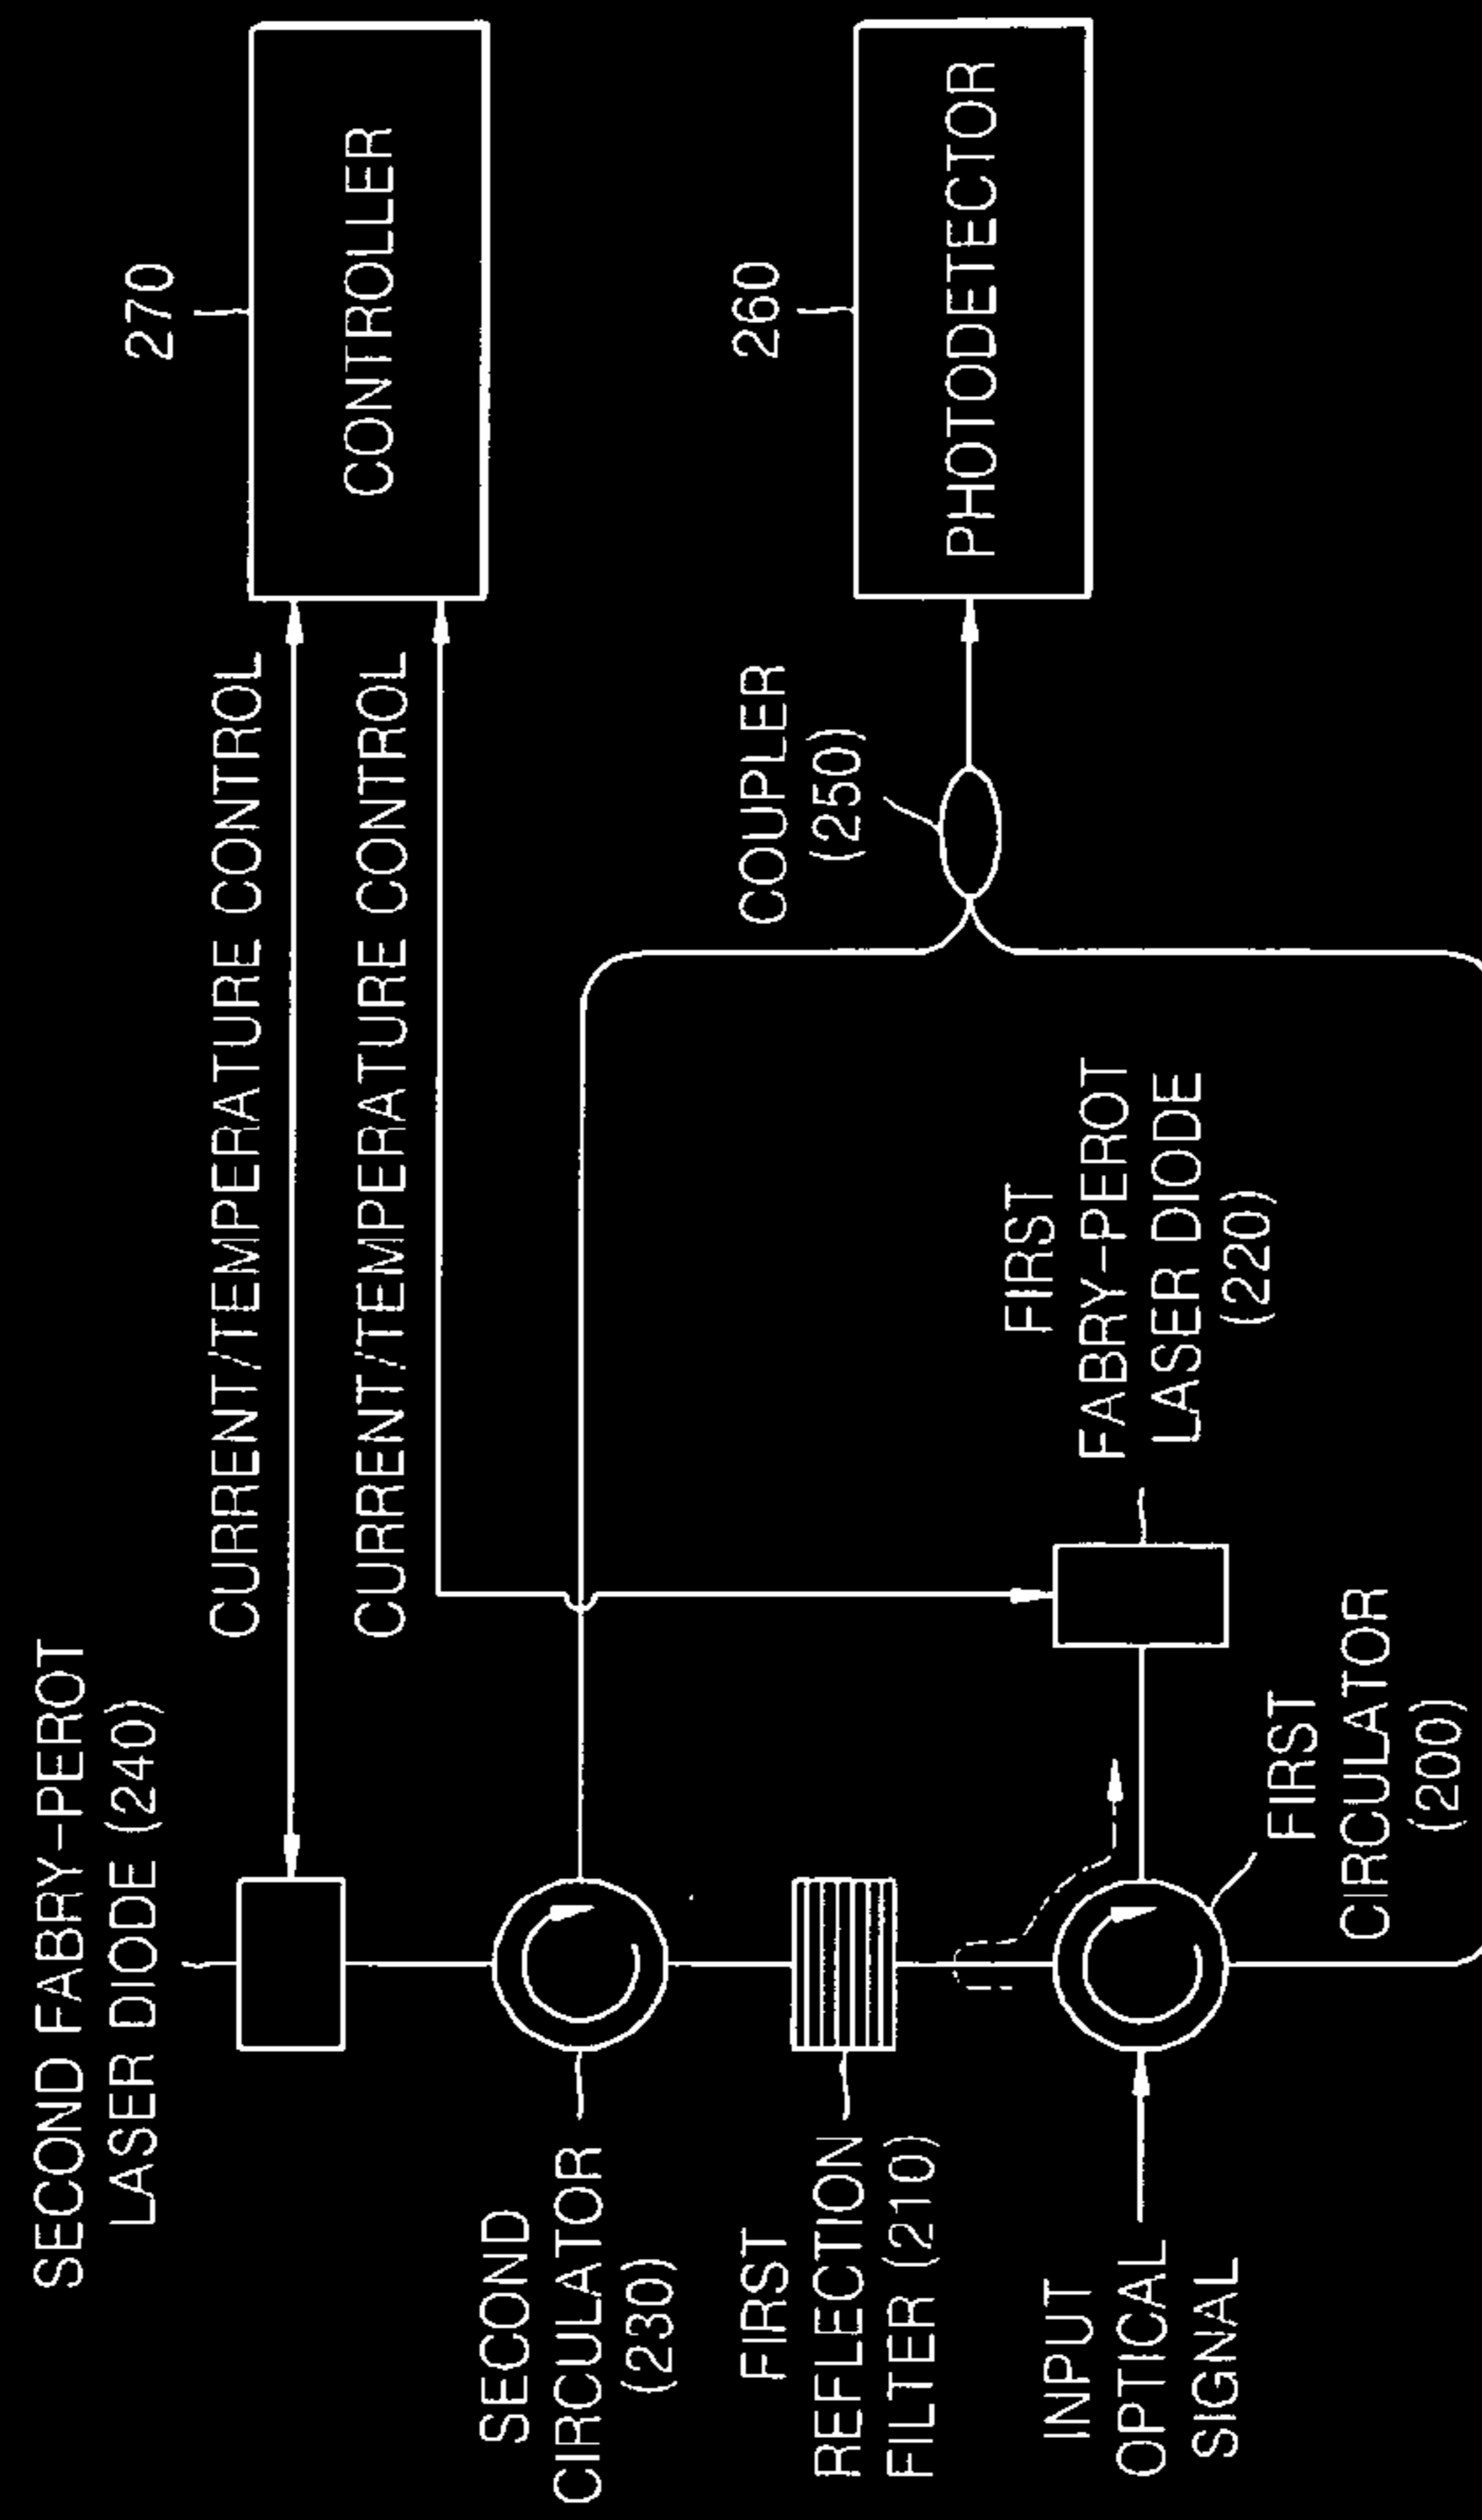 SECOND FABRY-PEROT
LASER DIODE (240)
CURRENT/TEMPERATURE CONTROL
270
CONTROLLER
CURRENT/TEMPERATURE CONTROL
SECOND
CIRCULATOR
(230)
FIRST
REFLECTION
FILTER (210)
COUPLER
(250)
260
PHOTODETECTOR
INPUT
OPTICAL
SIGNAL
FIRST
FABRY-PEROT
LASER DIODE
(220)
FIRST
CIRCULATOR
(200)